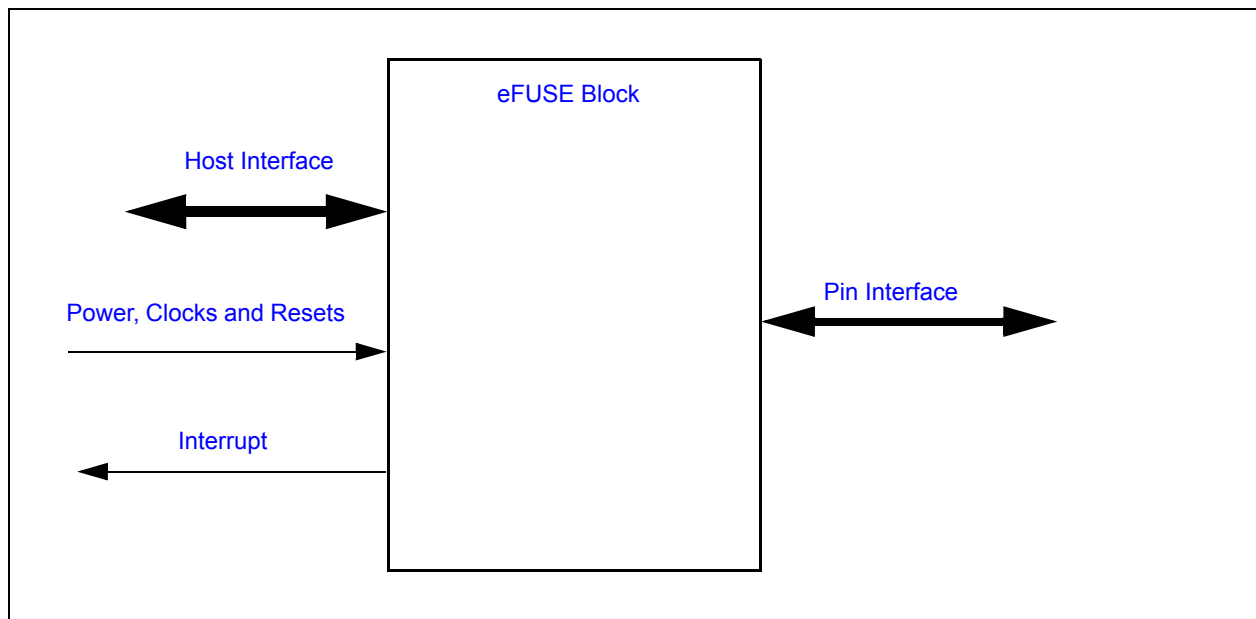 eFUSE Block
Host Interface
Pin Interface
Power, Clocks and Resets
Interrupt